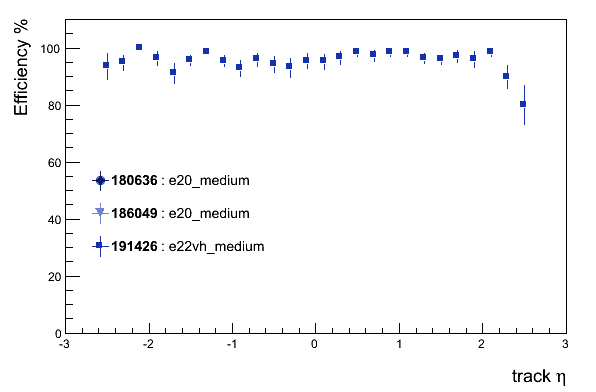 Efficiency %
100
80
60
40
20
0
180636 : e20_medium
186049 : e20_medium
191426 : e22vh_medium
-3 -2 -1 0 1 2 3
track η